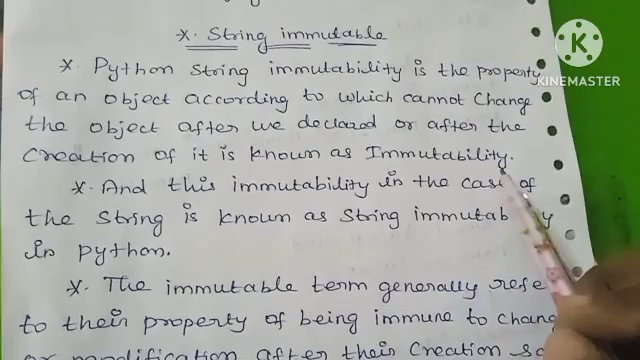 * String immutable
* Python String immutability is the property
of an object according to which cannot change
the object after we declared or after the
creation of it is known as Immutability.
* And this immutability in the case of
the string is known as string immutab y
in python.
* The immutable term generally refe
to their property of being immune to chang
modification after their creation
K
KINEMASTER